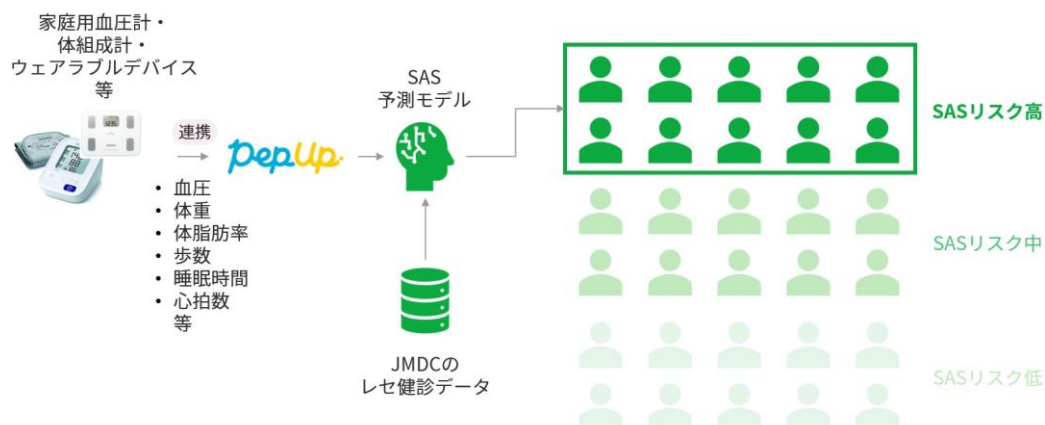 家庭用血圧計・
体組成計・
ウェアラブルデバイス
等
連携
pepUp
・ 血圧
・ 体重
・ 体脂肪率
・ 歩数
・ 睡眠時間
・ 心拍数
等
SAS
予測モデル
JMDCの
レセ健診データ
SASリスク高
SASリスク中
SASリスク低